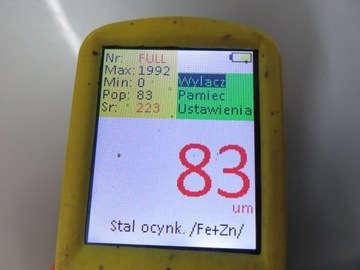 Nr: FULL
Max: 1992
Min: 0
Pop: 83
Sr: 223
Wylacz
Pamiec
Ustawienia
83
um
Stal ocynk. /Fe+Zn/